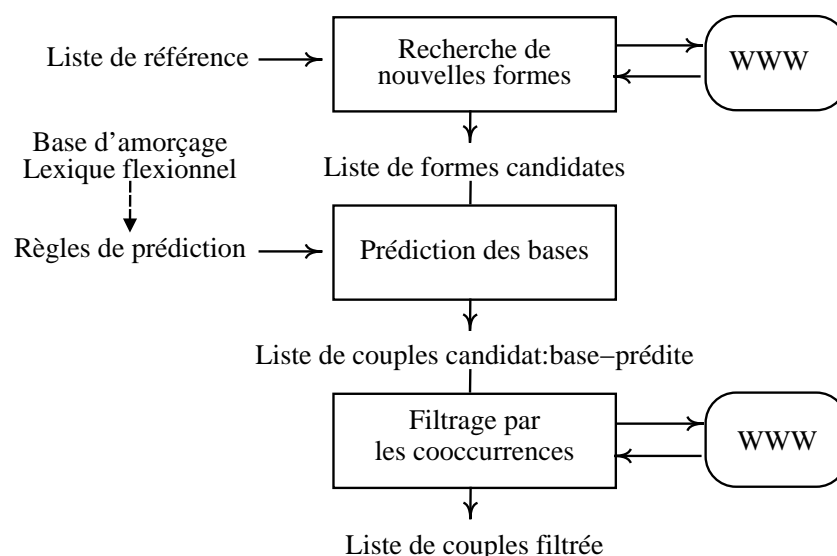 Liste de référence
Recherche de
nouvelles formes
WWW
Base d'amorçage
Lexique flexionnel
Liste de formes candidates
Règles de prédiction
Prédiction des bases
Liste de couples candidat:base−prédite
Filtrage par
les cooccurrences
WWW
Liste de couples filtrée